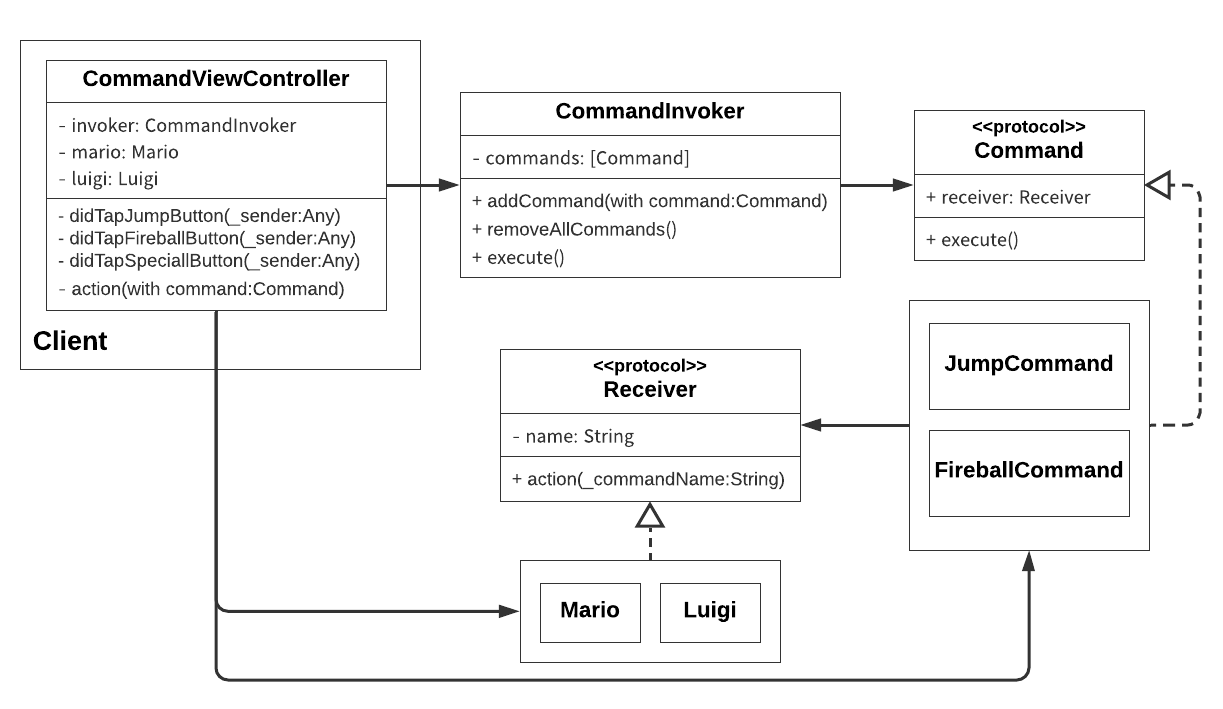 CommandViewController
- invoker: CommandInvoker
- mario: Mario
- luigi: Luigi
- didTapJumpButton(_sender:Any)
- didTapFireballButton(_sender:Any)
- didTapSpeciallButton(_sender:Any)
- action(with command:Command)
Client
CommandInvoker
- commands: [Command]
+ addCommand(with command:Command)
+ removeAllCommands()
+ execute()
<<protocol>>
Command
+ receiver: Receiver
+ execute()
<<protocol>>
Receiver
- name: String
+ action(_commandName:String)
JumpCommand
FireballCommand
Mario
Luigi